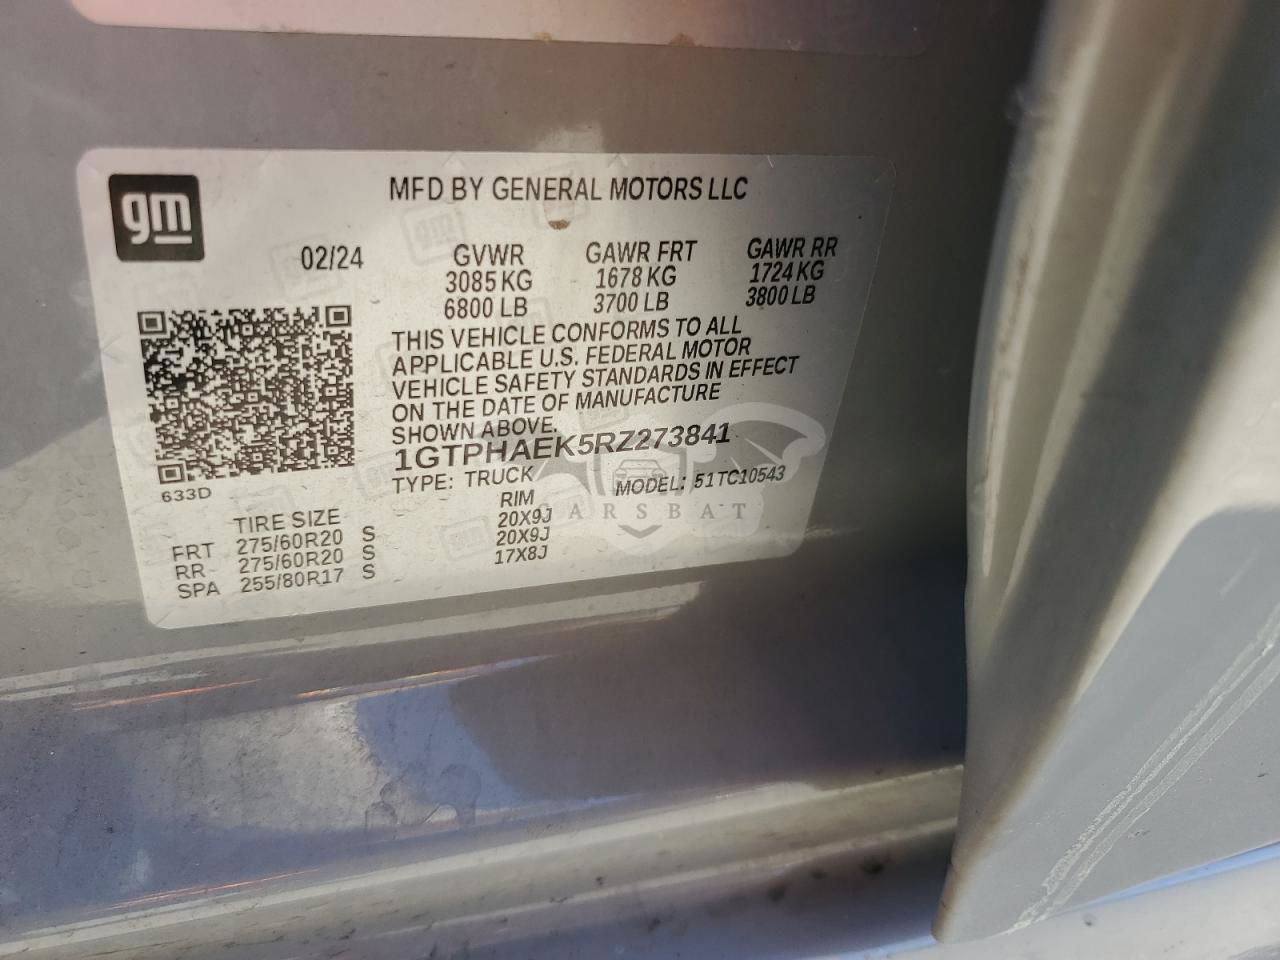 gm
MFD BY GENERAL MOTORS LLC
02/24 GVWR GAWR FRT GAWR RR
3085 KG 1678 KG 1724 KG
6800 LB 3700 LB 3800 LB
THIS VEHICLE CONFORMS TO ALL
APPLICABLE U.S. FEDERAL MOTOR
VEHICLE SAFETY STANDARDS IN EFFECT
ON THE DATE OF MANUFACTURE
SHOWN ABOVE.
1GTPHAEK5RZ273841
TYPE: TRUCK MODEL: 51TC10543
633D
TIRE SIZE RIM
FRT 275/60R20 S 20X9J
RR 275/60R20 S 20X9J
SPA 255/80R17 S 17X8J
CARSBAT